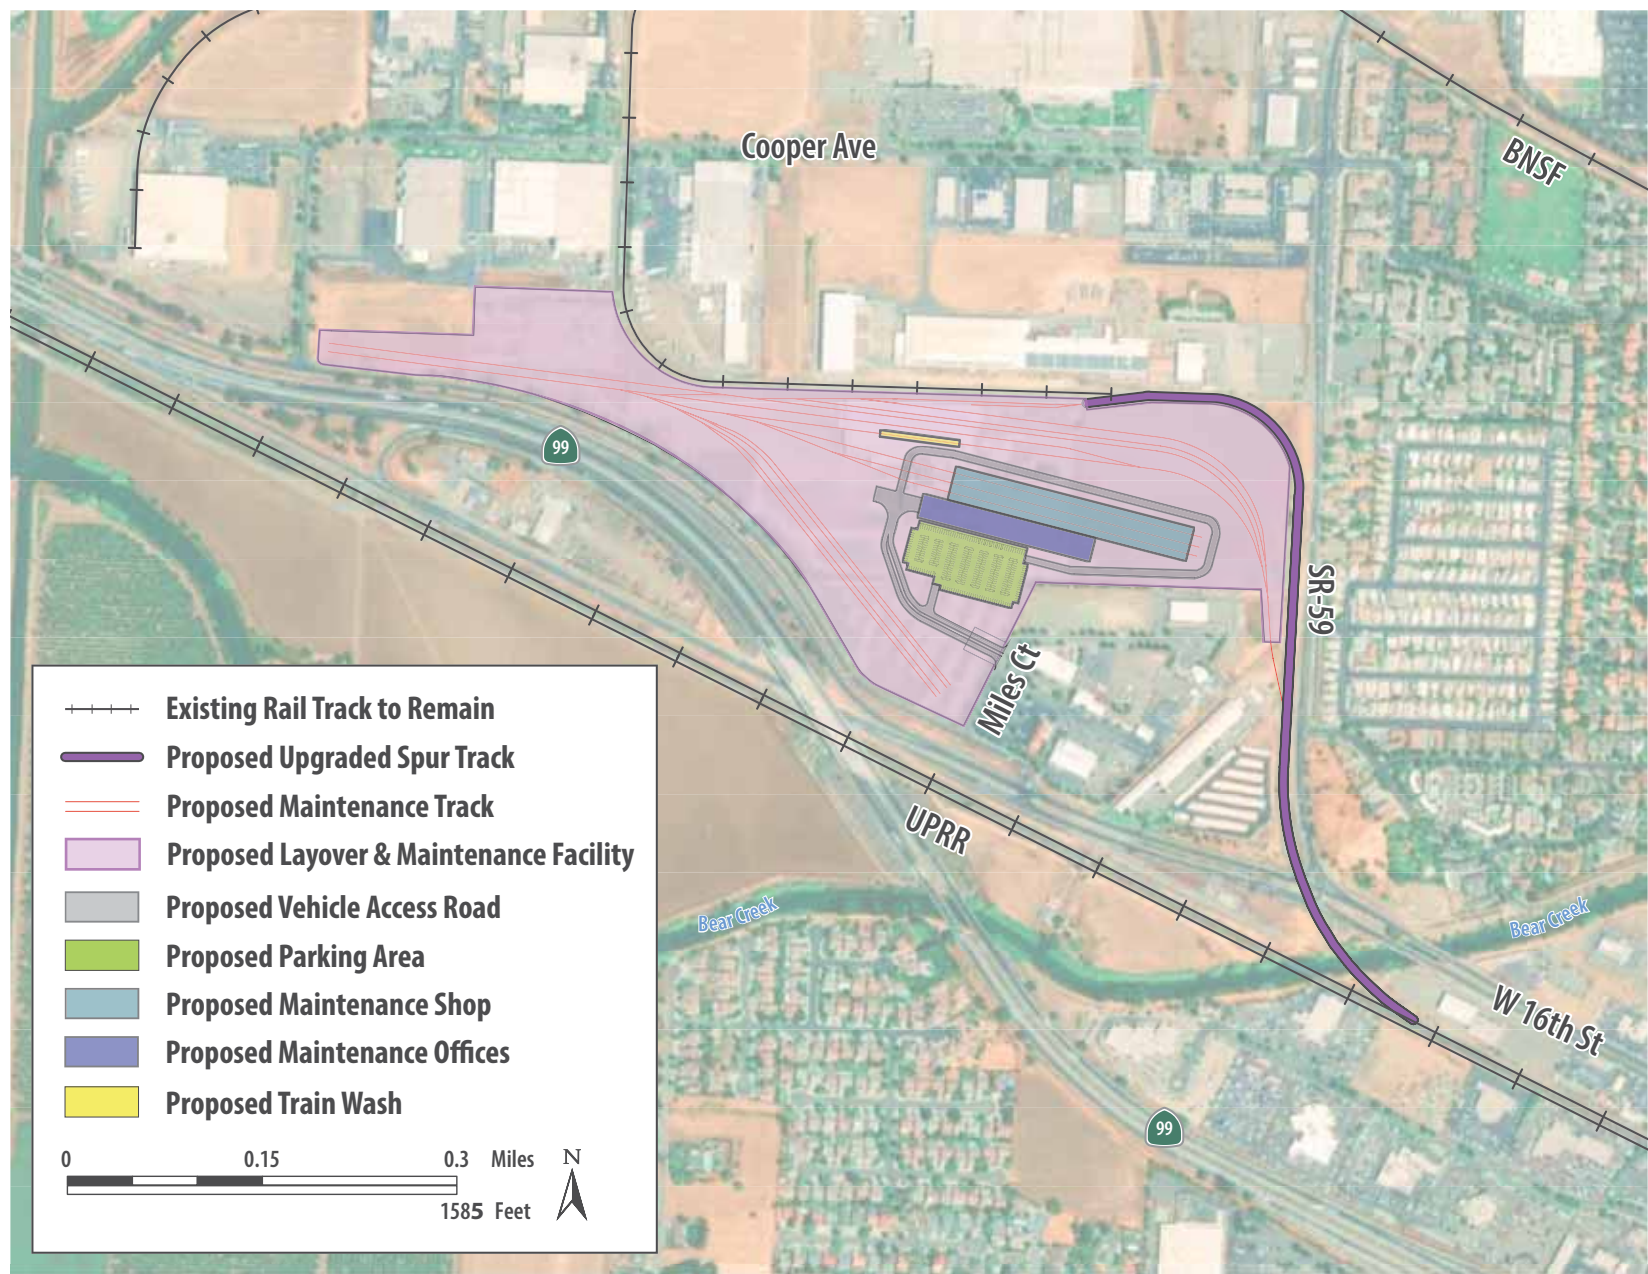 Cooper Ave
BNSF
99
SR-59
Miles Ct
UPRR
Bear Creek
Bear Creek
W 16th St
99
Existing Rail Track to Remain
Proposed Upgraded Spur Track
Proposed Maintenance Track
Proposed Layover & Maintenance Facility
Proposed Vehicle Access Road
Proposed Parking Area
Proposed Maintenance Shop
Proposed Maintenance Offices
Proposed Train Wash
0 0.15 0.3 Miles
1585 Feet
N